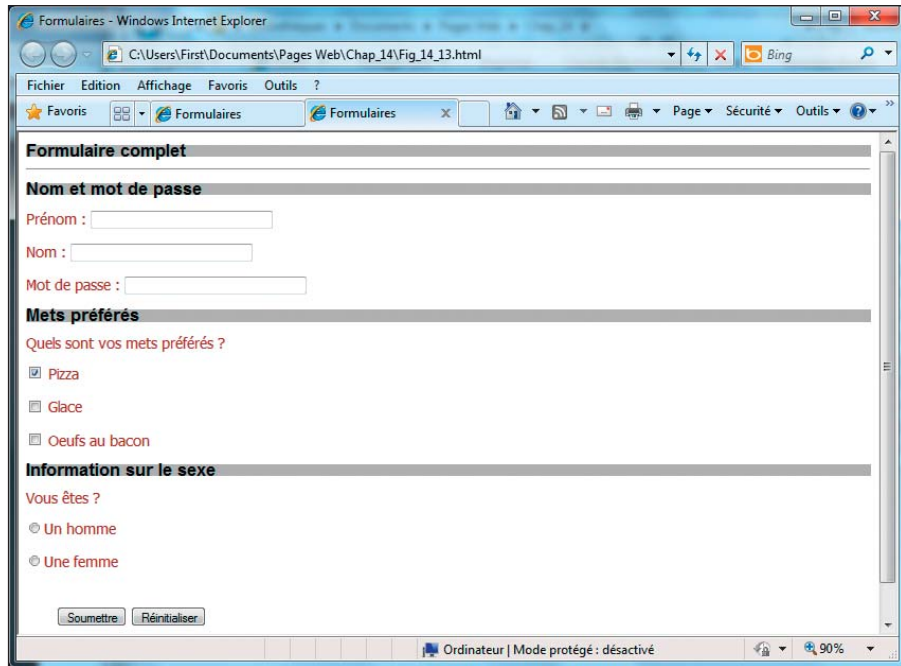 Formulaires - Windows Internet Explorer
C:\Users\First\Documents\Pages Web\Chap_14\Fig_14_13.html
Bing
Fichier Edition Affichage Favoris Outils ?
Favoris Formulaires Formulaires Page Sécurité Outils
Formulaire complet
Nom et mot de passe
Prénom :
Nom :
Mot de passe :
Mets préférés
Quels sont vos mets préférés ?
Pizza
Glace
Oeufs au bacon
Information sur le sexe
Vous êtes ?
Un homme
Une femme
Soumettre Réinitialiser
Ordinateur | Mode protégé : désactivé 90%